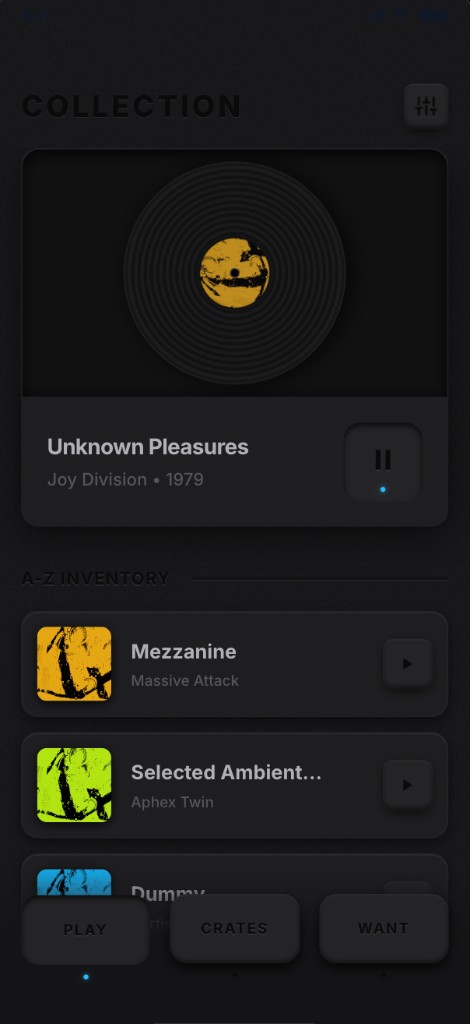 COLLECTION
Unknown Pleasures
Joy Division • 1979
A-Z INVENTORY
Mezzanine
Massive Attack
Selected Ambient...
Aphex Twin
Dummy
PLAY
CRATES
WANT